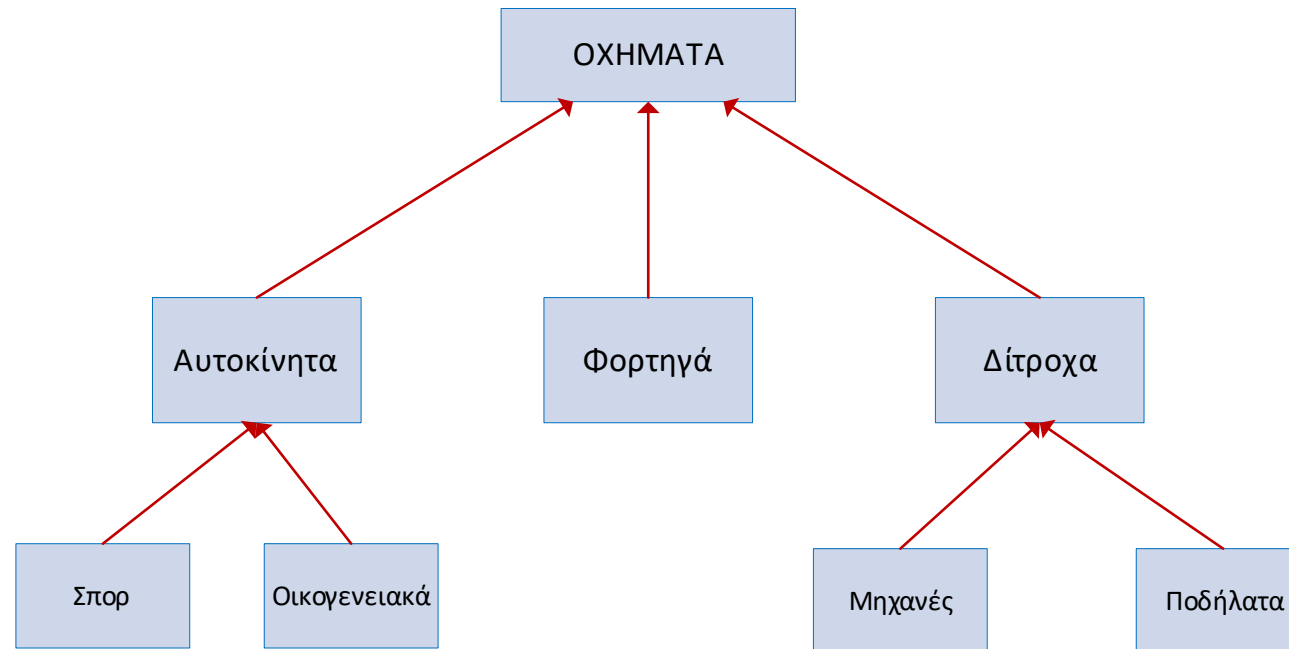 ΟΧΗΜΑΤΑ
Αυτοκίνητα
Φορτηγά
Δίτροχα
Σπορ
Οικογενειακά
Μηχανές
Ποδήλατα